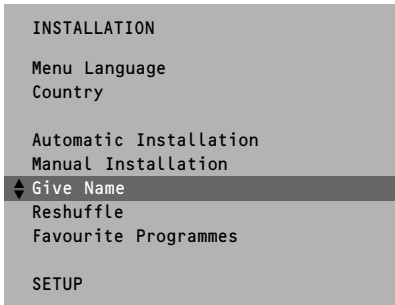 INSTALLATION
Menu Language
Country
Automatic Installation
Manual Installation
Give Name
Reshuffle
Favourite Programmes
SETUP